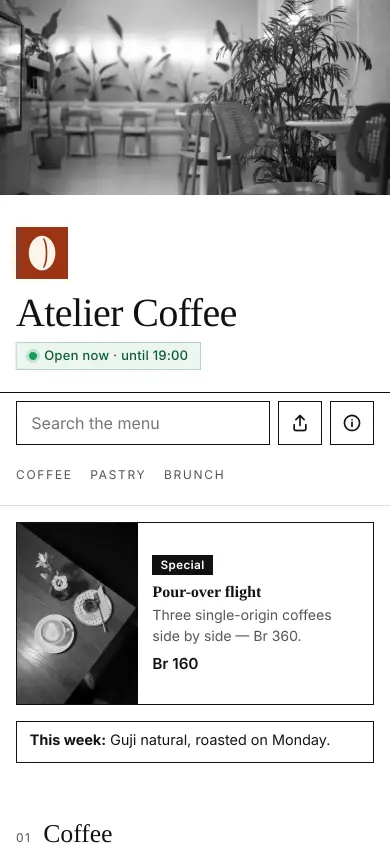 Atelier Coffee
Open now · until 19:00
Search the menu
COFFEE PASTRY BRUNCH
Special
Pour-over flight
Three single-origin coffees
side by side — Br 360.
Br 160
This week: Guji natural, roasted on Monday.
01 Coffee